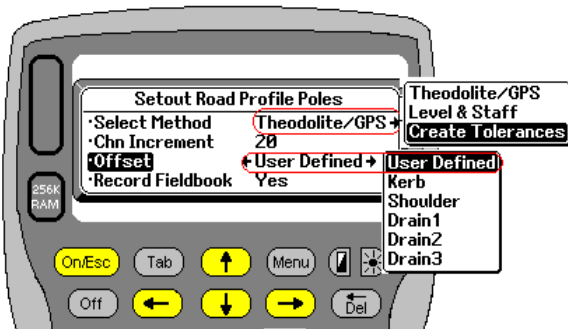 Setout Road Profile Poles
·Select Method Theodolite/GPS
·Chn Increment 20
·Offset User Defined
·Record Fieldbook Yes
Theodolite/GPS
Level & Staff
Create Tolerances
User Defined
Kerb
Shoulder
Drain1
Drain2
Drain3
256K
RAM
On/Esc Tab Menu
Off Del